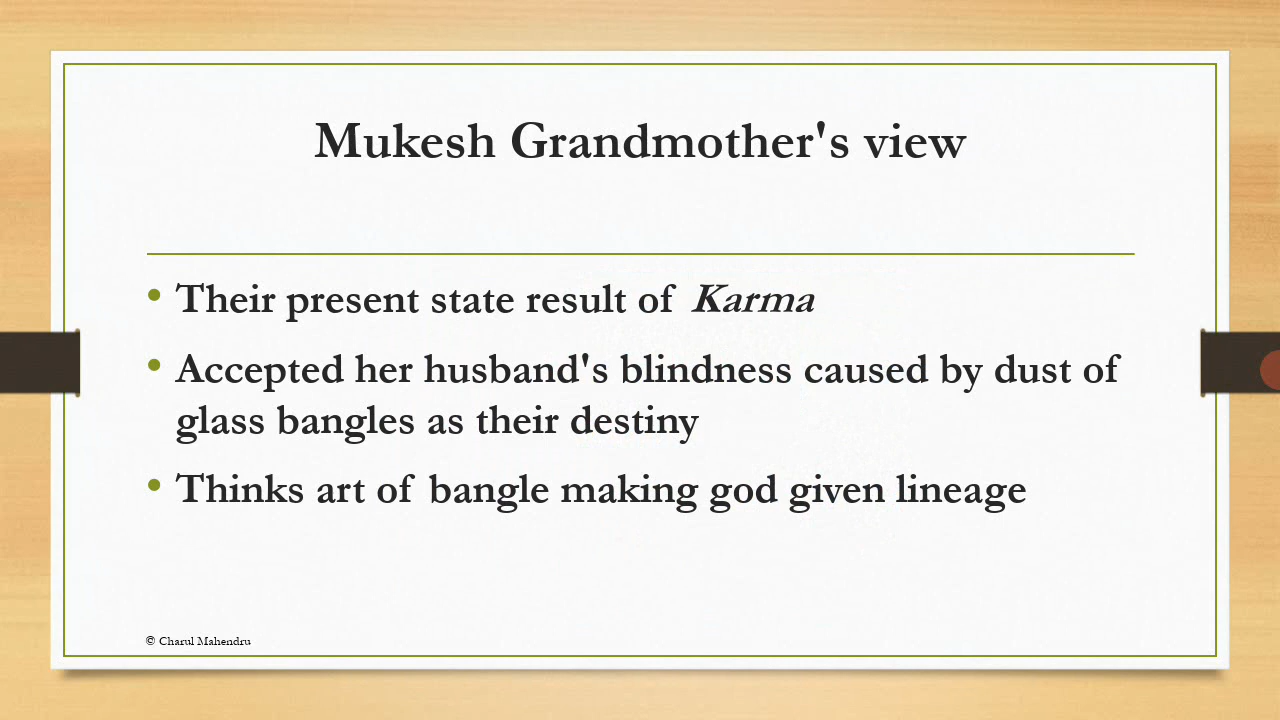 Mukesh Grandmother's view
• Their present state result of Karma
• Accepted her husband's blindness caused by dust of
glass bangles as their destiny
• Thinks art of bangle making god given lineage
© Charul Mahendru